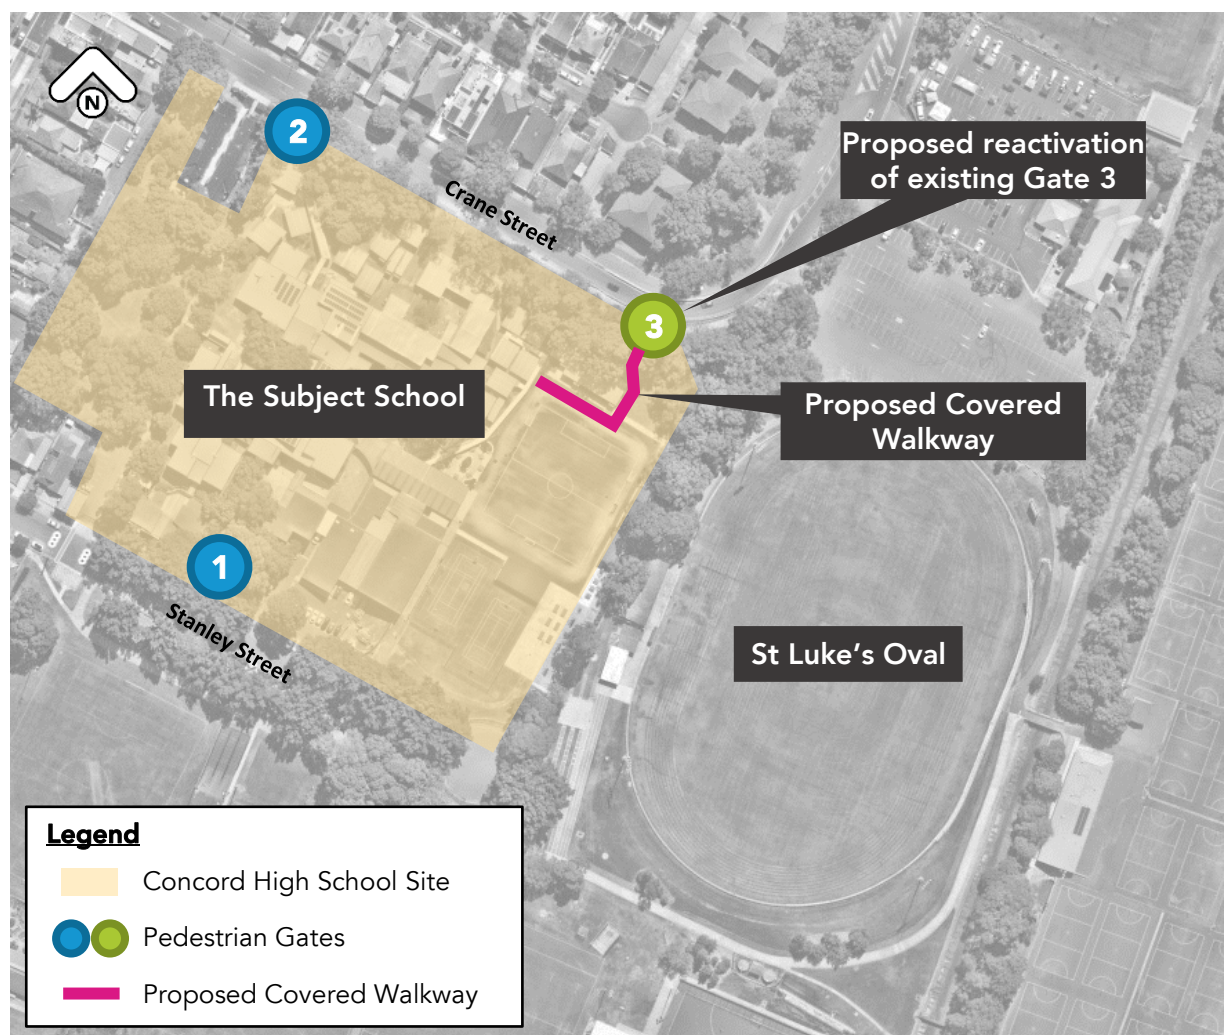 N
2
Proposed reactivation
of existing Gate 3
Crane Street
3
The Subject School
Proposed Covered
Walkway
1
Stanley Street
St Luke's Oval
Legend
Concord High School Site
Pedestrian Gates
Proposed Covered Walkway